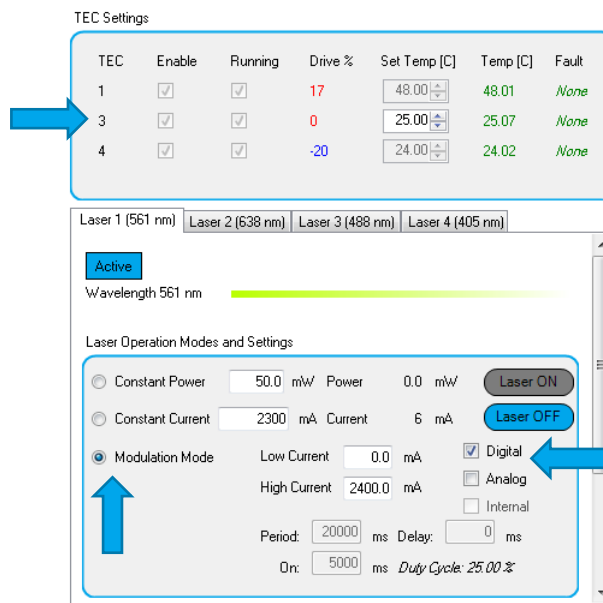 TEC Settings
TEC Enable Running Drive % Set Temp [C] Temp [C] Fault
1 17 48.00 48.01 None
3 0 25.00 25.07 None
4 -20 24.00 24.02 None
Laser 1 (561 nm) Laser 2 (638 nm) Laser 3 (488 nm) Laser 4 (405 nm)
Active
Wavelength 561 nm
Laser Operation Modes and Settings
Constant Power 50.0 mW Power 0.0 mW Laser ON
Constant Current 2300 mA Current 6 mA Laser OFF
Modulation Mode Low Current 0.0 mA Digital
High Current 2400.0 mA Analog
Internal
Period: 20000 ms Delay: 0 ms
On: 5000 ms Duty Cycle: 25.00 %